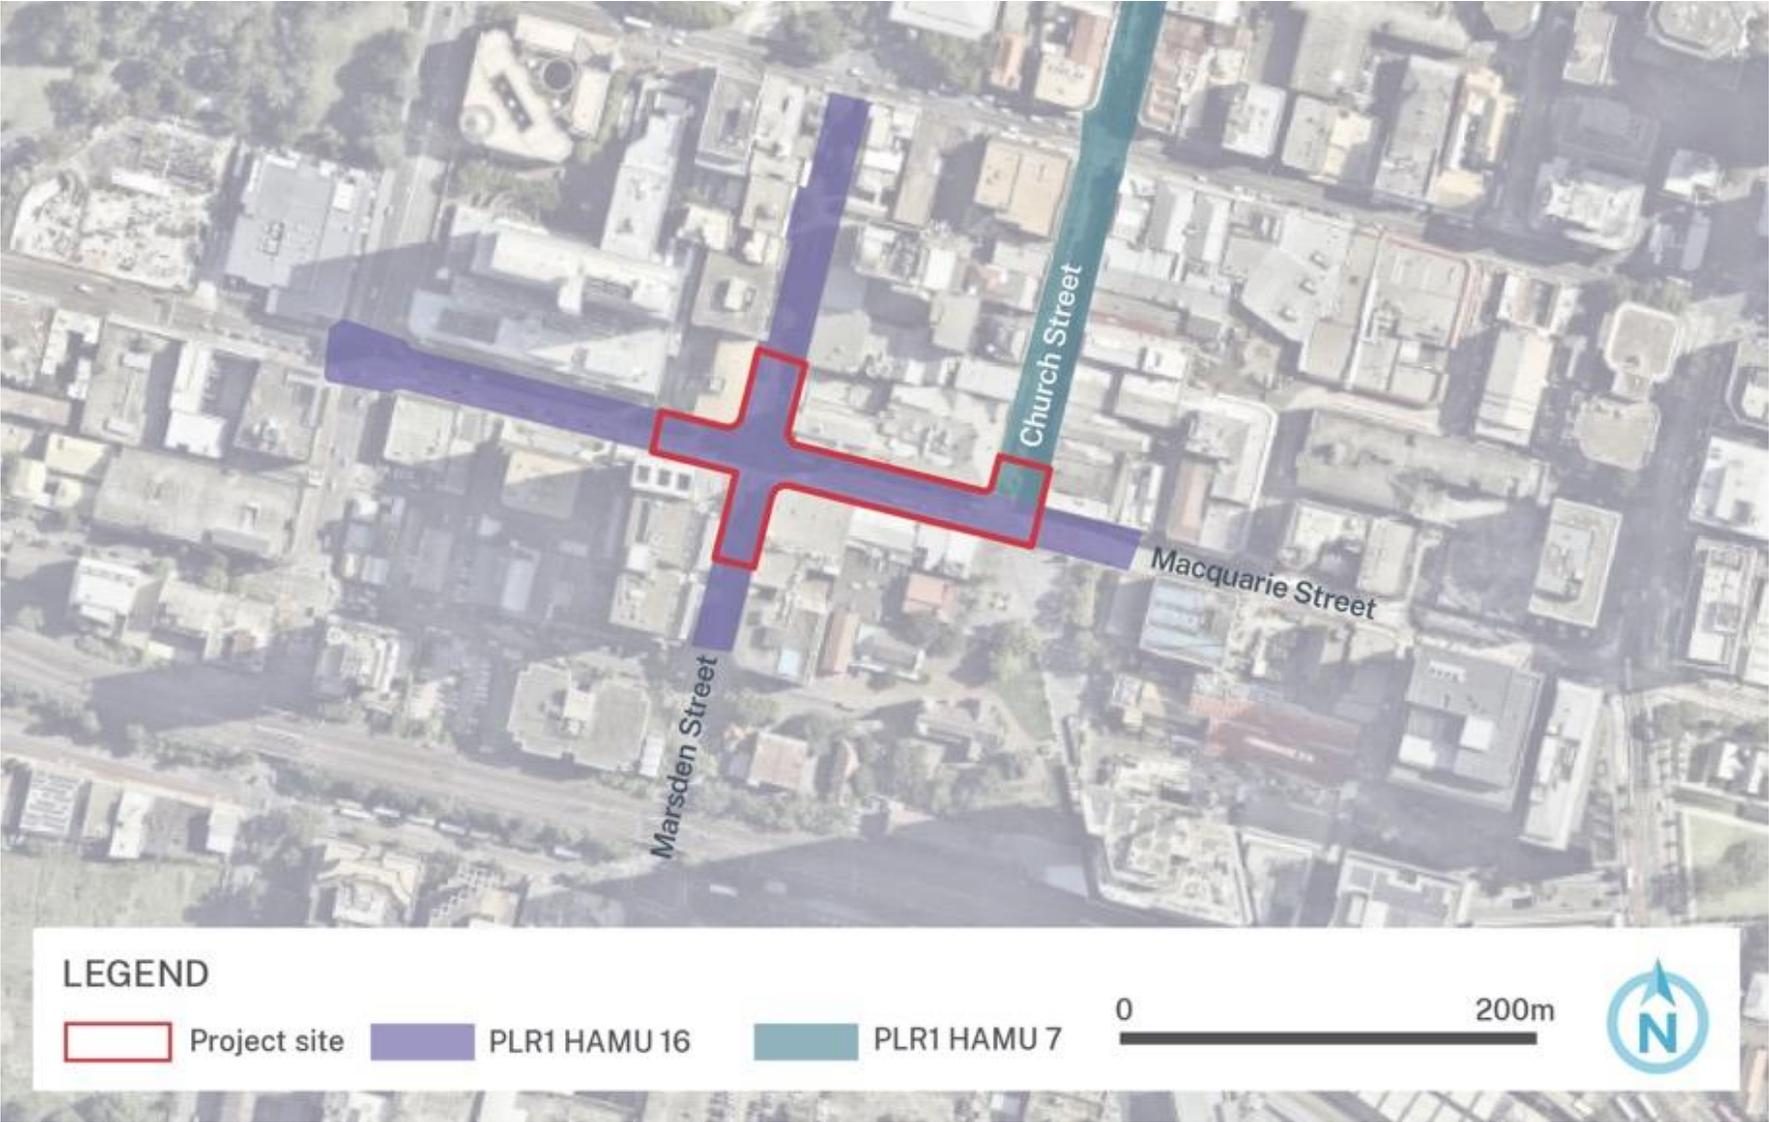 Church Street
Macquarie Street
Marsden Street
LEGEND
Project site
PLR1 HAMU 16
PLR1 HAMU 7
0
200m
N